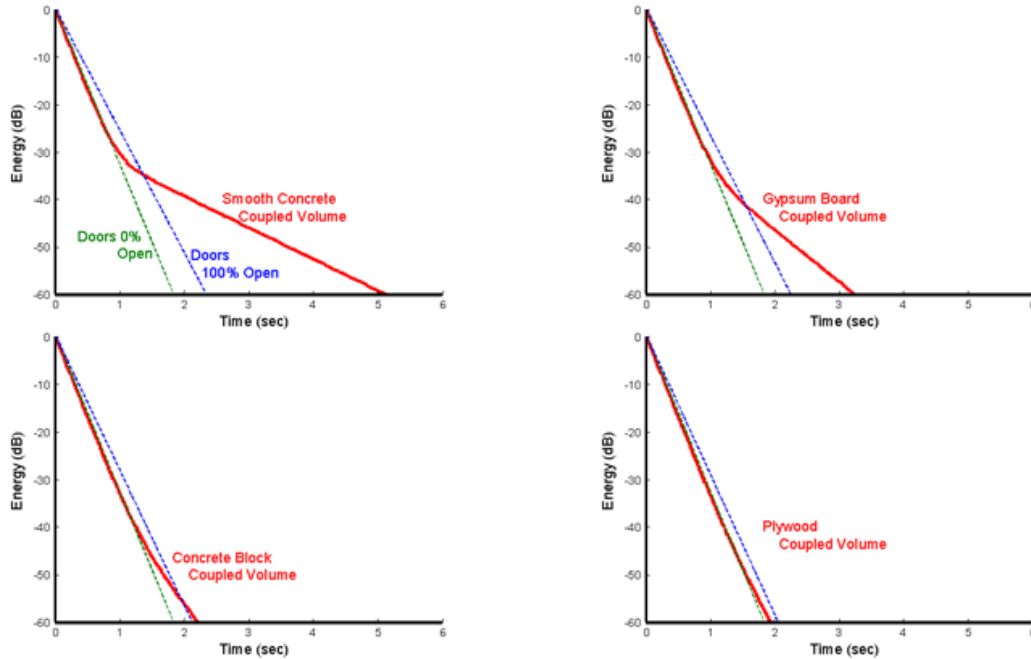 0
-10
-20
-30
-40
-50
-60
Energy (dB)
Smooth Concrete
Coupled Volume
Doors 0%
Open
Doors
100% Open
0 1 2 3 4 5 6
Time (sec)
0
-10
-20
-30
-40
-50
-60
Energy (dB)
Gypsum Board
Coupled Volume
0 1 2 3 4 5
Time (sec)
0
-10
-20
-30
-40
-50
-60
Energy (dB)
Concrete Block
Coupled Volume
0 1 2 3 4 5 6
Time (sec)
0
-10
-20
-30
-40
-50
-60
Energy (dB)
Plywood
Coupled Volume
0 1 2 3 4 5
Time (sec)